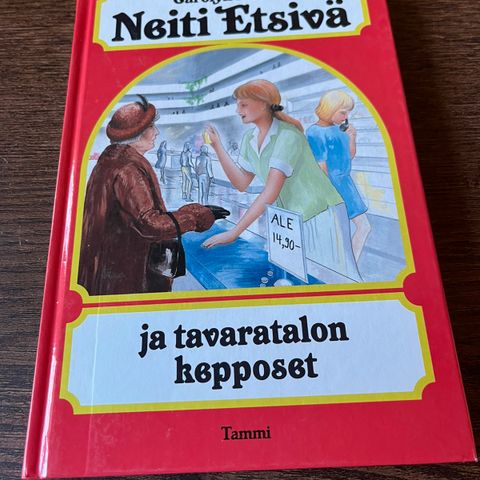 Neiti Etsivä
ALE
14,90-
ja tavaratalon
kepposet
Tammi